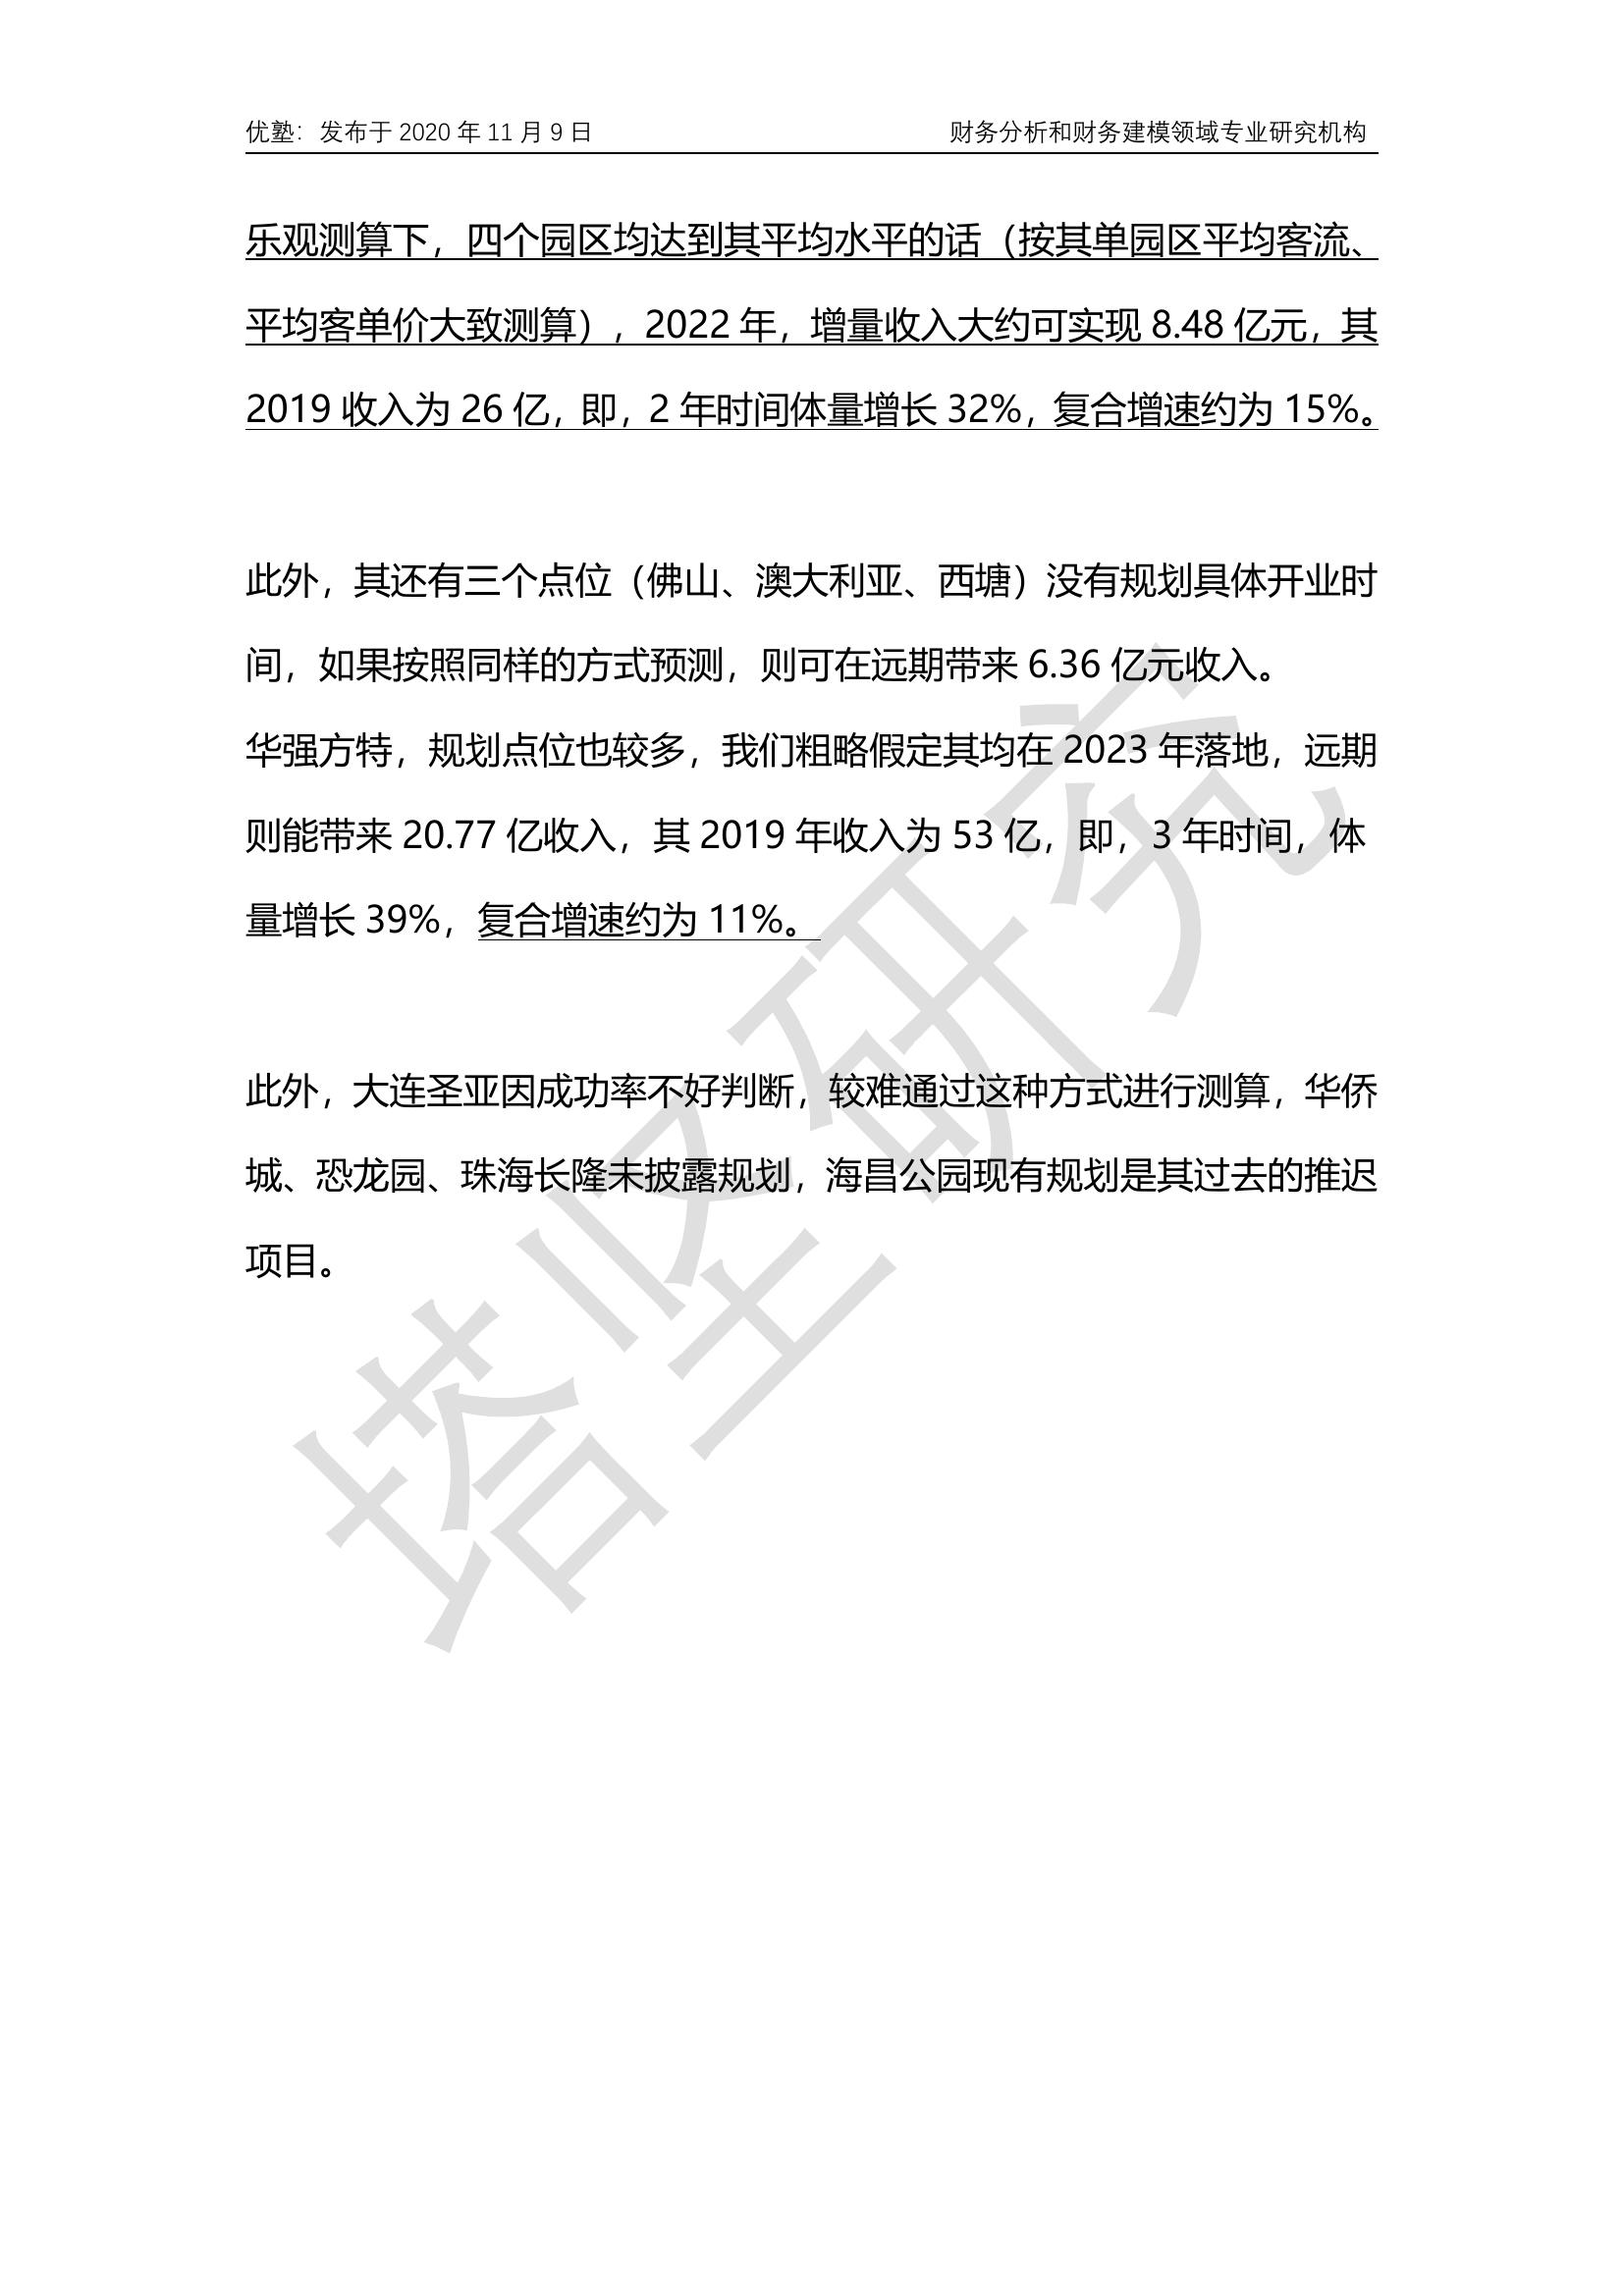 优塾：发布于 2020 年 11 月 9 日 财务分析和财务建模领域专业研究机构
乐观测算下，四个园区均达到其平均水平的话（按其单园区平均客流、
平均客单价大致测算），2022 年，增量收入大约可实现 8.48 亿元，其
2019 收入为 26 亿，即，2 年时间体量增长 32%，复合增速约为 15%。
此外，其还有三个点位（佛山、澳大利亚、西塘）没有规划具体开业时
间，如果按照同样的方式预测，则可在远期带来 6.36 亿元收入。
华强方特，规划点位也较多，我们粗略假定其均在 2023 年落地，远期
则能带来 20.77 亿收入，其 2019 年收入为 53 亿，即，3 年时间，体
量增长 39%，复合增速约为 11%。
此外，大连圣亚因成功率不好判断，较难通过这种方式进行测算，华侨
城、恐龙园、珠海长隆未披露规划，海昌公园现有规划是其过去的推迟
项目。
塔坚研究